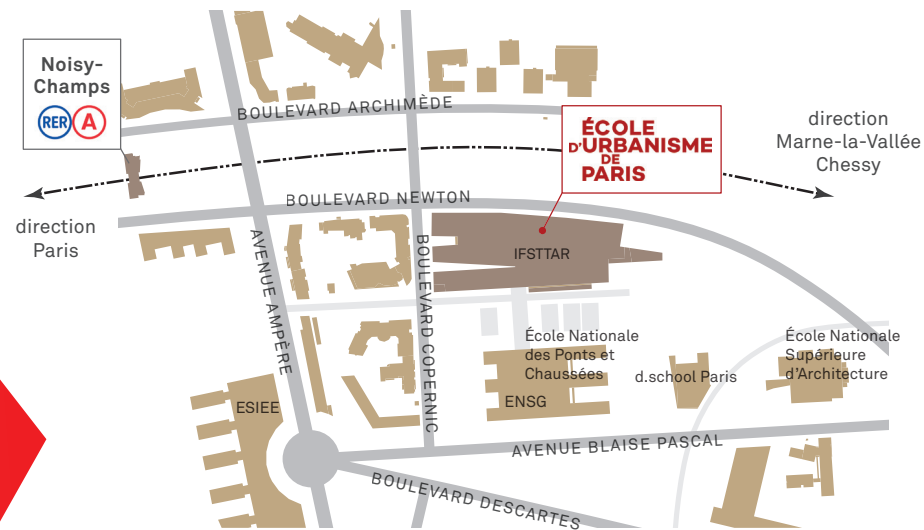 Noisy-
Champs
RER A
BOULEVARD ARCHIMÈDE
ÉCOLE
D'URBANISME
DE
PARIS
direction
Marne-la-Vallée
Chessy
direction
Paris
BOULEVARD NEWTON
AVENUE AMPÈRE
BOULEVARD COPERNIC
IFSTTAR
École Nationale
des Ponts et
Chaussées
ENSG
d.school Paris
École Nationale
Supérieure
d'Architecture
ESIEE
AVENUE BLAISE PASCAL
BOULEVARD DESCARTES